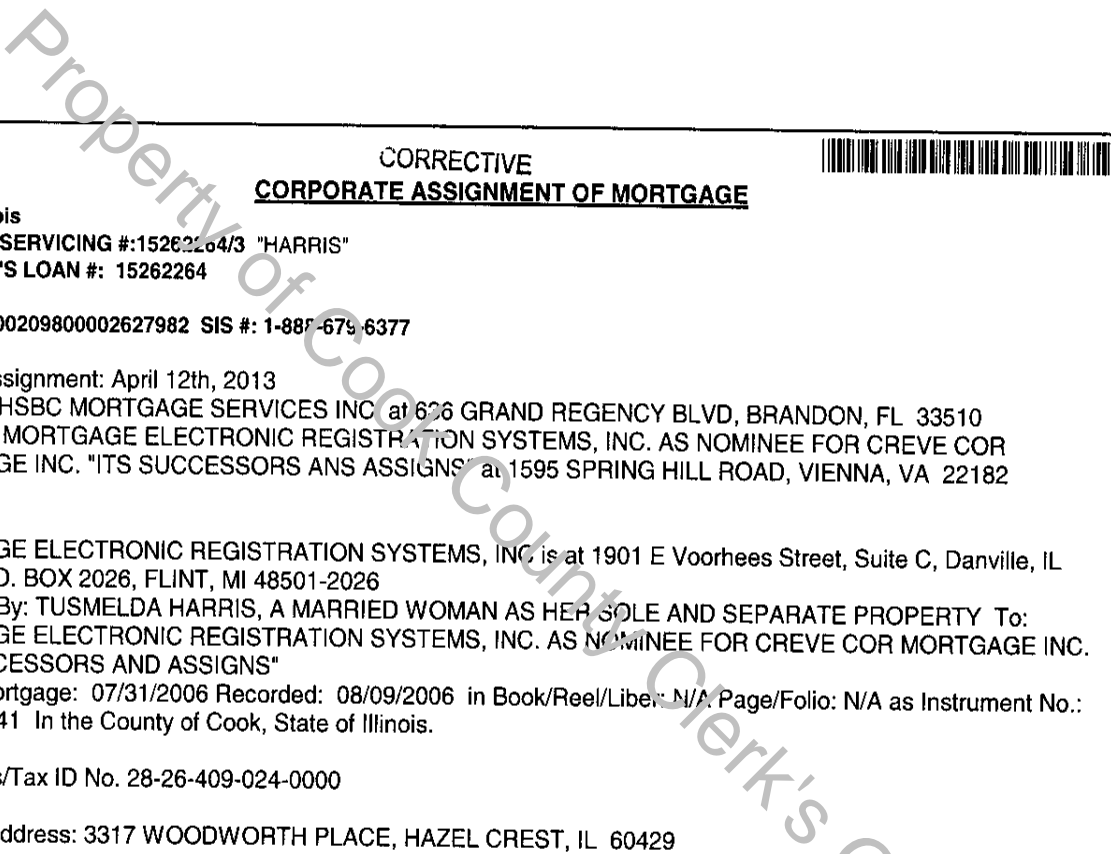 CORRECTIVE
CORPORATE ASSIGNMENT OF MORTGAGE
ois
SERVICING #:15262264/3 "HARRIS"
'S LOAN #: 15262264
00209800002627982 SIS #: 1-888-679-6377
ssignment: April 12th, 2013
HSBC MORTGAGE SERVICES INC at 636 GRAND REGENCY BLVD, BRANDON, FL 33510
MORTGAGE ELECTRONIC REGISTRATION SYSTEMS, INC. AS NOMINEE FOR CREVE COR
GE INC. "ITS SUCCESSORS ANS ASSIGNS" at 1595 SPRING HILL ROAD, VIENNA, VA 22182
GE ELECTRONIC REGISTRATION SYSTEMS, INC is at 1901 E Voorhees Street, Suite C, Danville, IL
O. BOX 2026, FLINT, MI 48501-2026
By: TUSMELDA HARRIS, A MARRIED WOMAN AS HER SOLE AND SEPARATE PROPERTY To:
GE ELECTRONIC REGISTRATION SYSTEMS, INC. AS NOMINEE FOR CREVE COR MORTGAGE INC.
CESSORS AND ASSIGNS"
ortgage: 07/31/2006 Recorded: 08/09/2006 in Book/Reel/Liber: N/A Page/Folio: N/A as Instrument No.:
41 In the County of Cook, State of Illinois.
s/Tax ID No. 28-26-409-024-0000
ddress: 3317 WOODWORTH PLACE, HAZEL CREST, IL 60429
Property of Cook County Clerk's